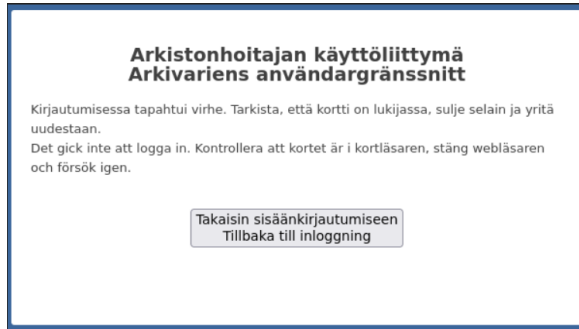 Arkistonhoitajan käyttöliittymä
Arkivariens användargränssnitt
Kirjautumisessa tapahtui virhe. Tarkista, että kortti on lukijassa, sulje selain ja yritä
uudestaan.
Det gick inte att logga in. Kontrollera att kortet är i kortläsaren, stäng webläsaren
och försök igen.
Takaisin sisäänkirjautumiseen
Tillbaka till inloggning